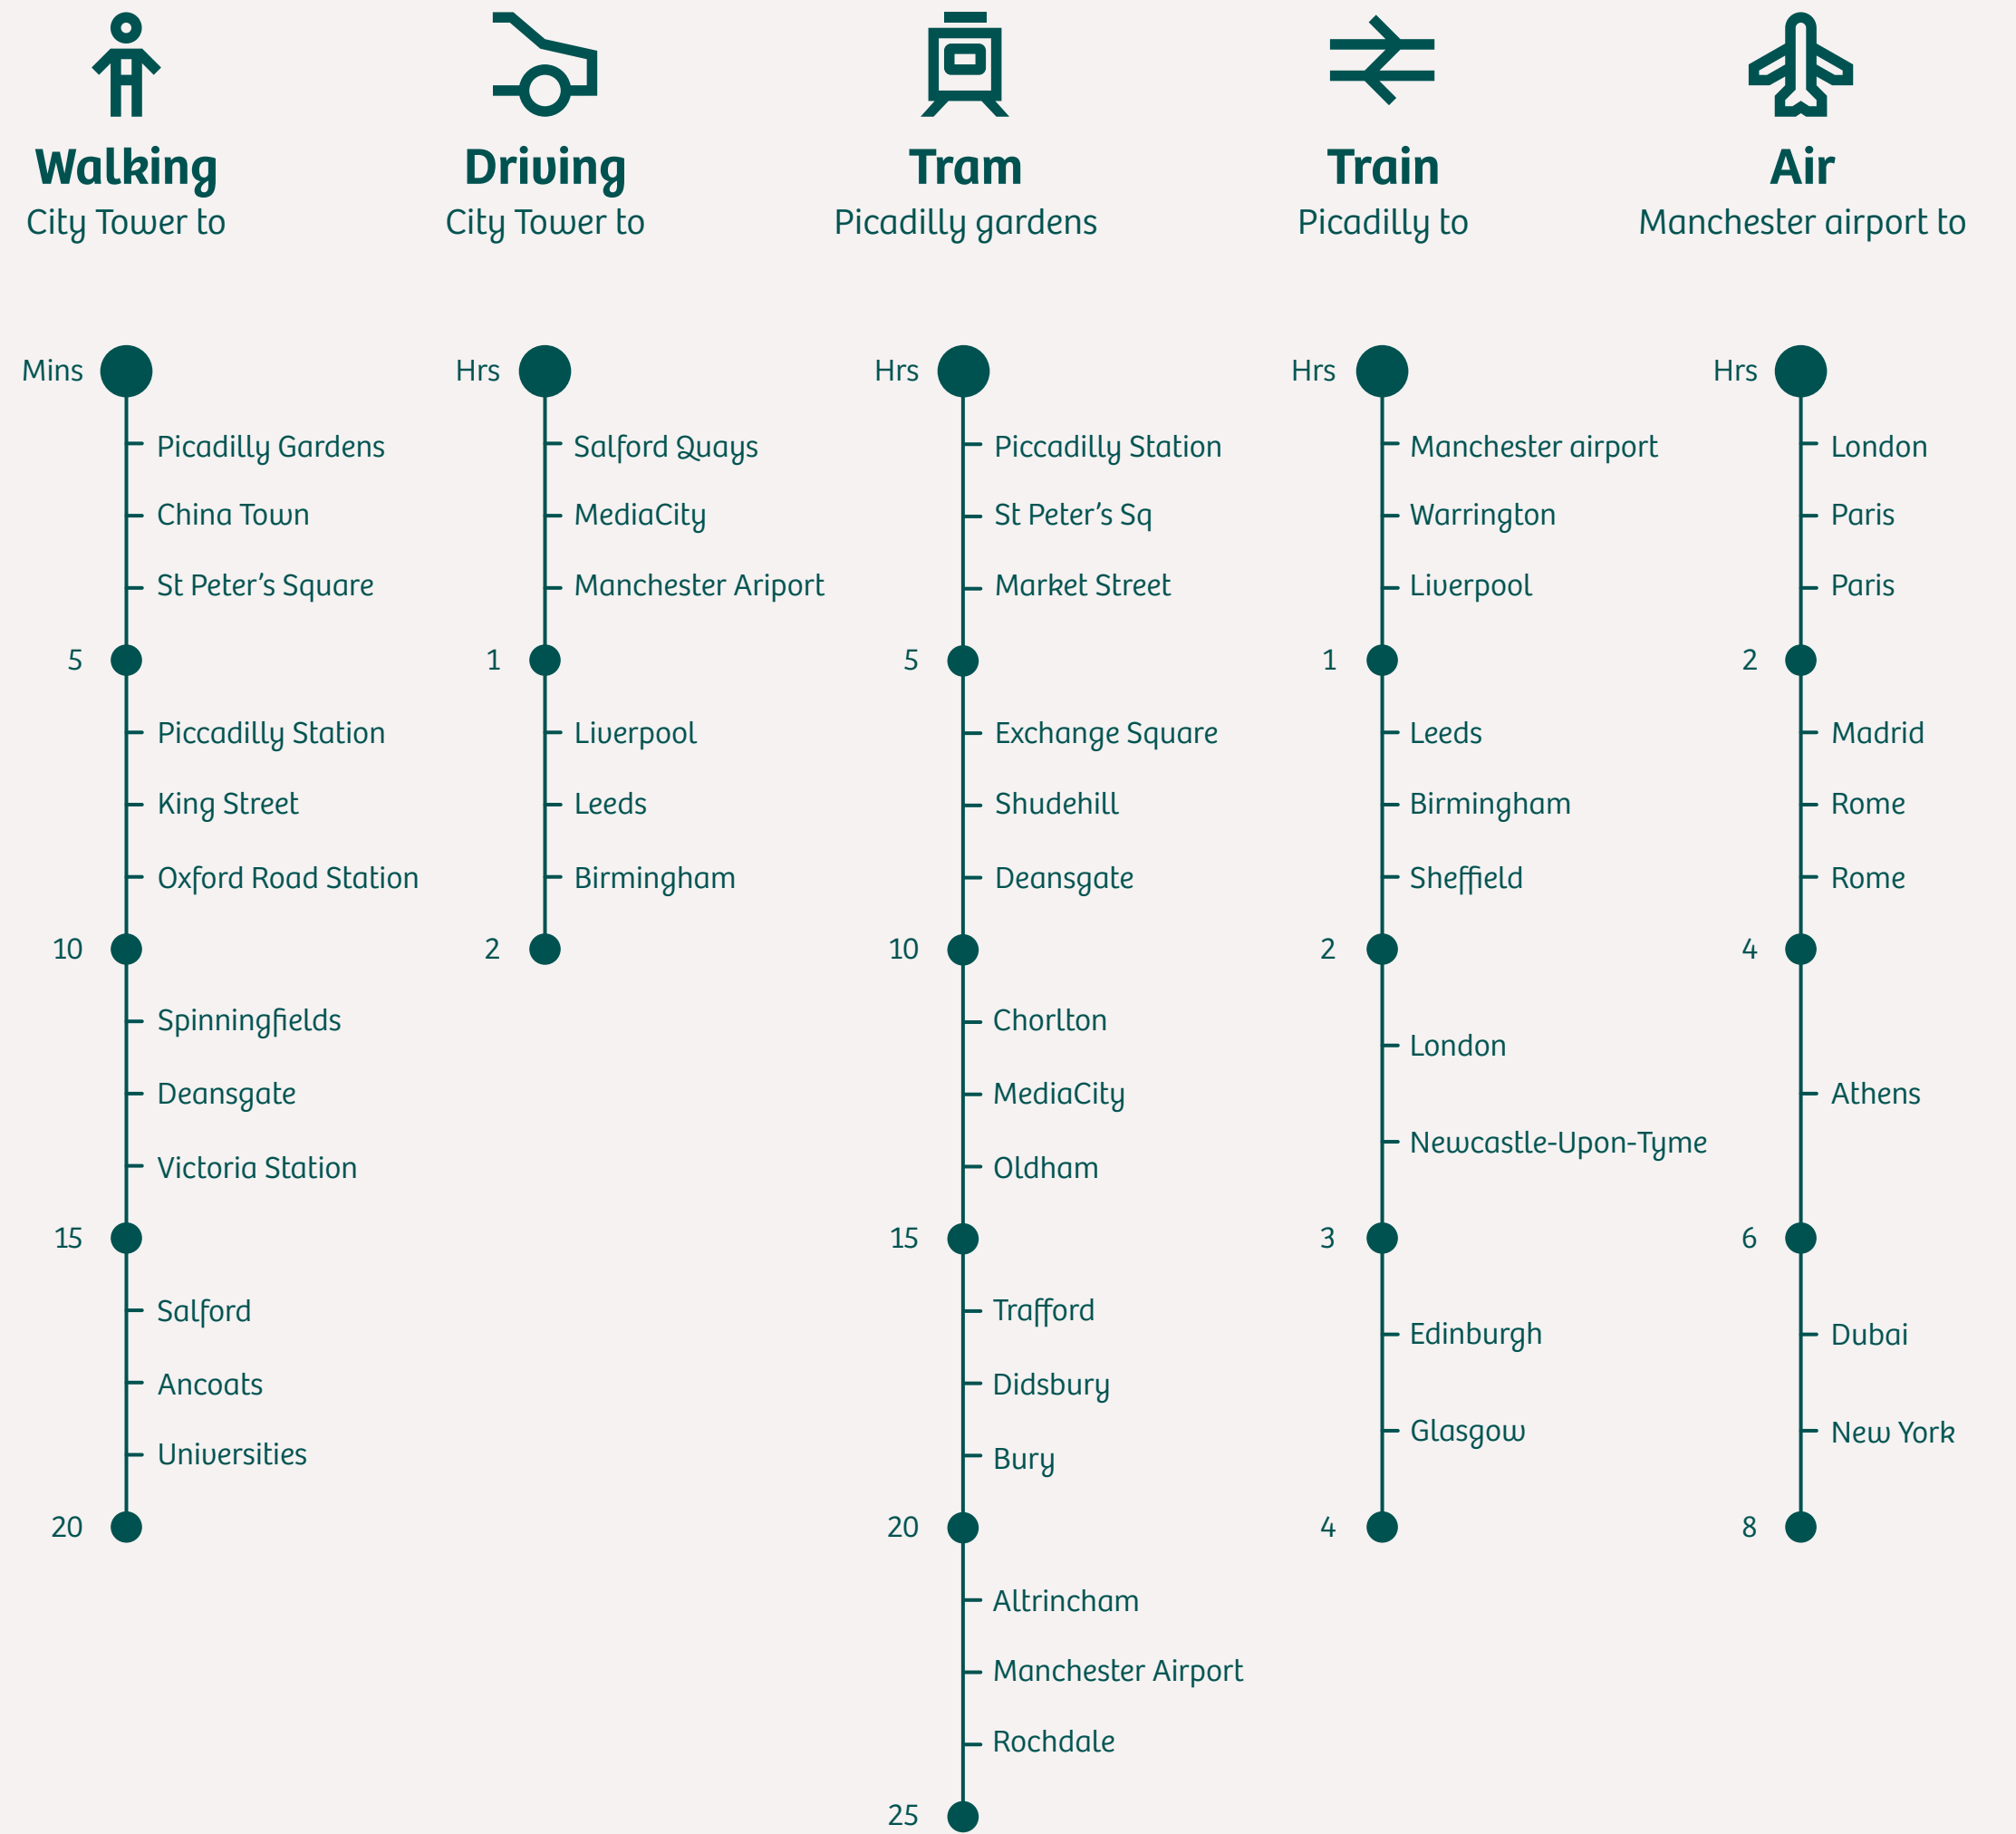 Walking
City Tower to
Mins
Picadilly Gardens
China Town
St Peter’s Square
5
Piccadilly Station
King Street
Oxford Road Station
10
Spinningfields
Deansgate
Victoria Station
15
Salford
Ancoats
Universities
20
Driving
City Tower to
Hrs
Salford Quays
MediaCity
Manchester Ariport
1
Liverpool
Leeds
Birmingham
2
Tram
Picadilly gardens
Hrs
Piccadilly Station
St Peter’s Sq
Market Street
5
Exchange Square
Shudehill
Deansgate
10
Chorlton
MediaCity
Oldham
15
Trafford
Didsbury
Bury
20
Altrincham
Manchester Airport
Rochdale
25
Train
Picadilly to
Hrs
Manchester airport
Warrington
Liverpool
1
Leeds
Birmingham
Sheffield
2
London
Newcastle-Upon-Tyme
3
Edinburgh
Glasgow
4
Air
Manchester airport to
Hrs
London
Paris
Paris
2
Madrid
Rome
Rome
4
Athens
6
Dubai
New York
8